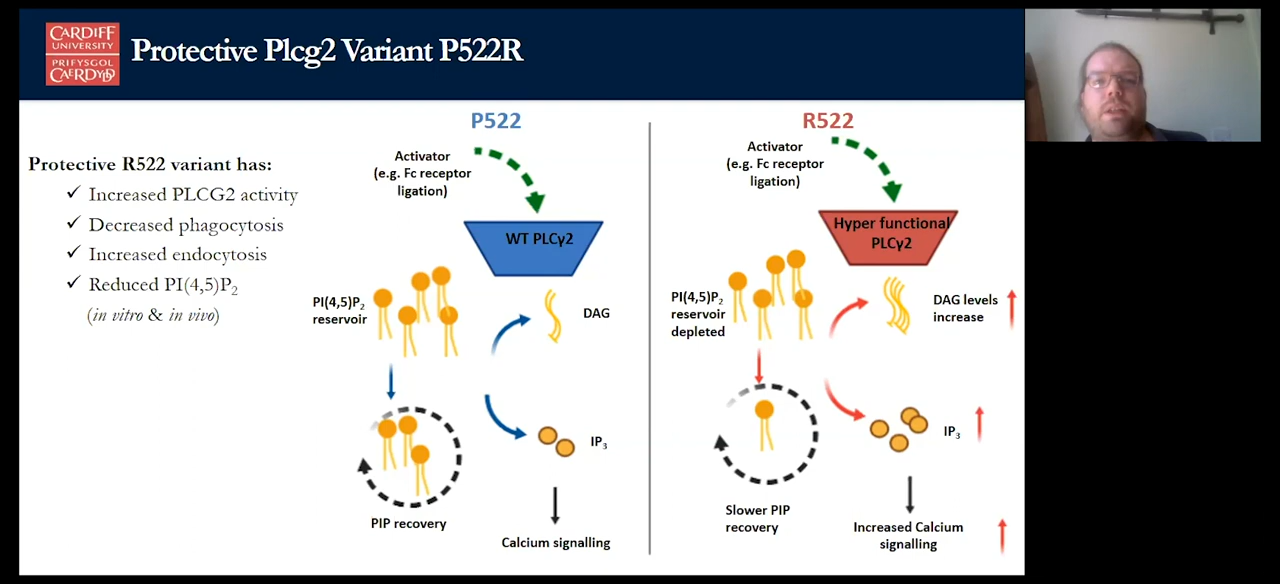 CARDIFF
UNIVERSITY
PRIFYSGOL
CAERDYDD
Protective Plcg2 Variant P522R
Protective R522 variant has:
✓ Increased PLCG2 activity
✓ Decreased phagocytosis
✓ Increased endocytosis
✓ Reduced PI(4,5)P₂
(in vitro & in vivo)
P522
Activator
(e.g. Fc receptor
ligation)
WT PLCγ2
PI(4,5)P₂
reservoir
DAG
PIP recovery
IP₃
Calcium signalling
R522
Activator
(e.g. Fc receptor
ligation)
Hyper functional
PLCγ2
PI(4,5)P₂
reservoir
depleted
DAG levels
increase
Slower PIP
recovery
IP₃
Increased Calcium
signalling